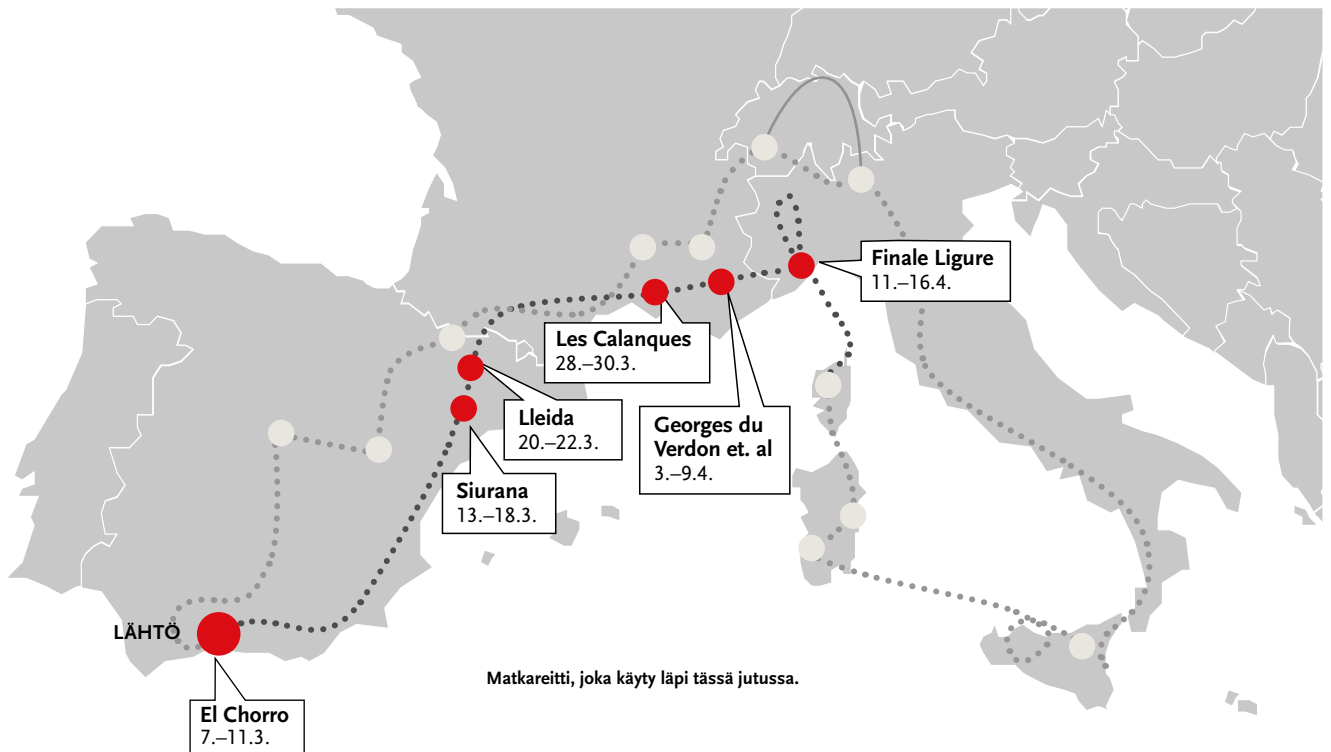 Finale Ligure
11.–16.4.
Les Calanques
28.–30.3.
Georges du
Verdon et. al
3.–9.4.
Lleida
20.–22.3.
Siurana
13.–18.3.
LÄHTÖ
El Chorro
7.–11.3.
Matkareitti, joka käyty läpi tässä jutussa.